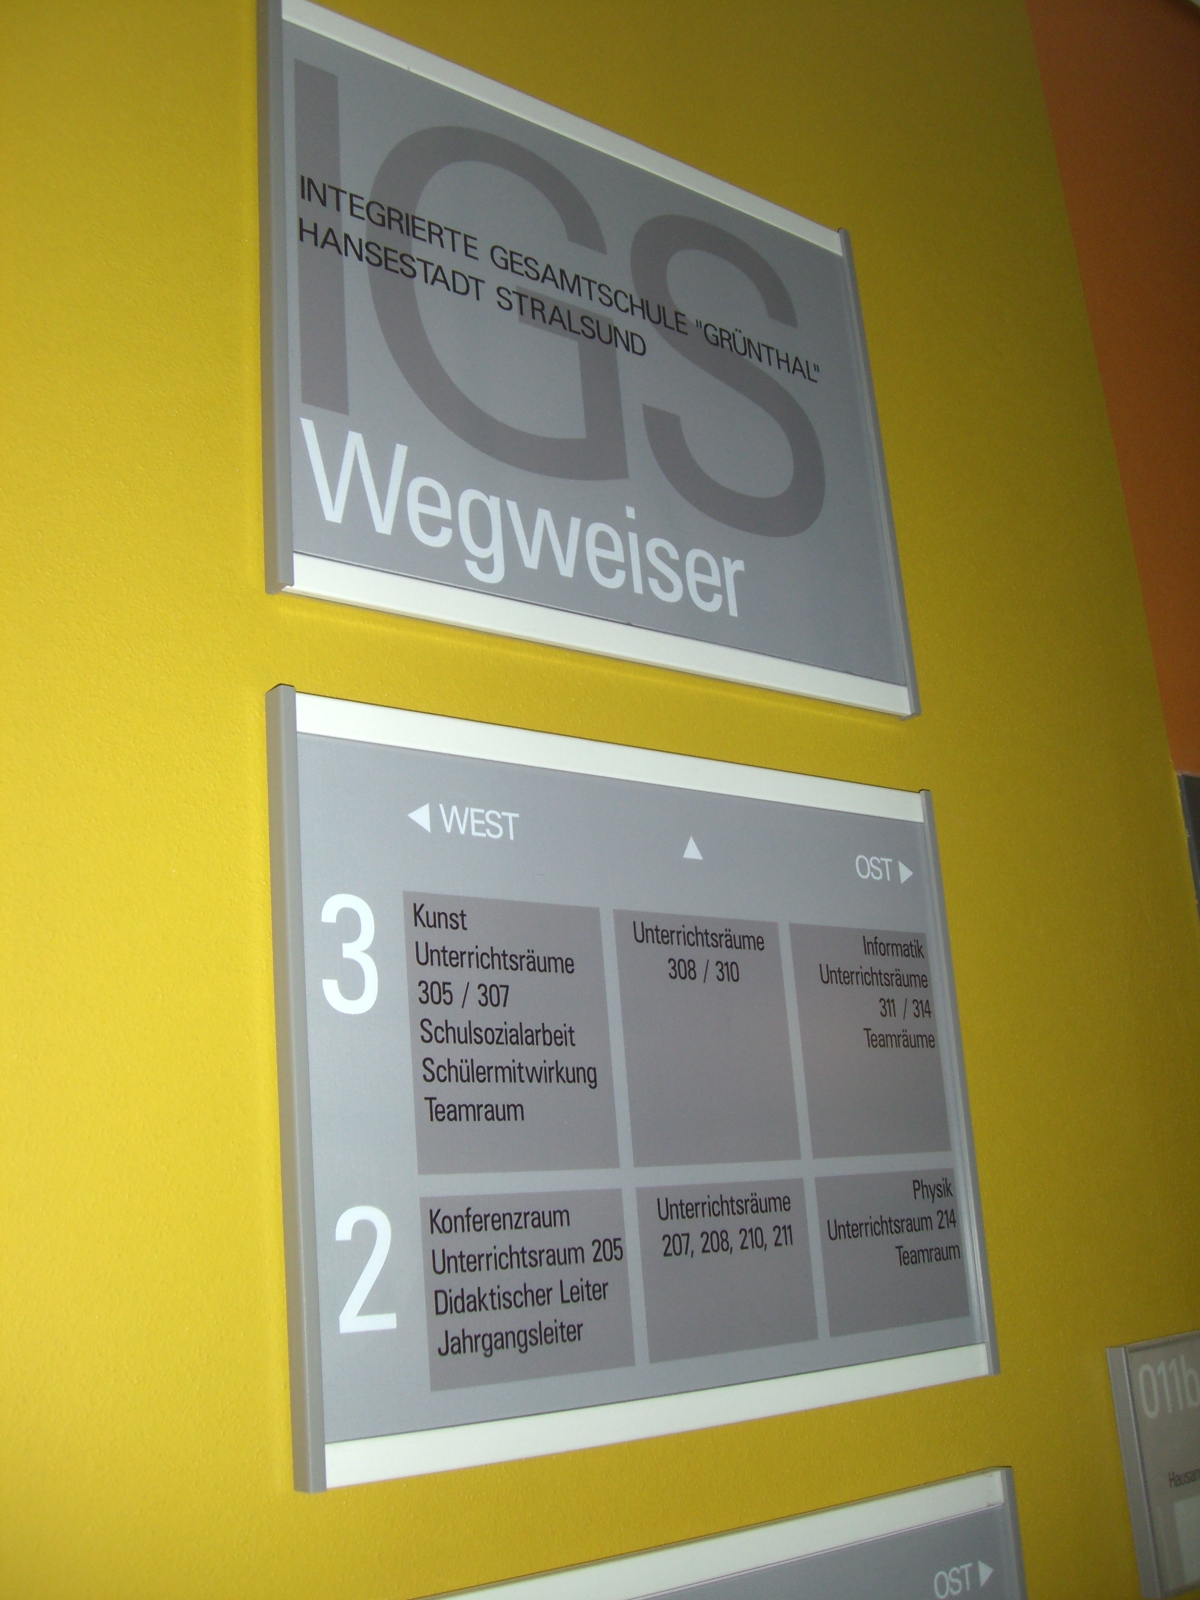 IGS
INTEGRIERTE GESAMTSCHULE "GRÜNTHAL"
HANSESTADT STRALSUND
Wegweiser
WEST
OST
3
Kunst
Unterrichtsräume
305 / 307
Schulsozialarbeit
Schülermitwirkung
Teamraum
Unterrichtsräume
308 / 310
Informatik
Unterrichtsräume
311 / 314
Teamräume
2
Konferenzraum
Unterrichtsraum 205
Didaktischer Leiter
Jahrgangsleiter
Unterrichtsräume
207, 208, 210, 211
Physik
Unterrichtsraum 214
Teamraum
OST
011b